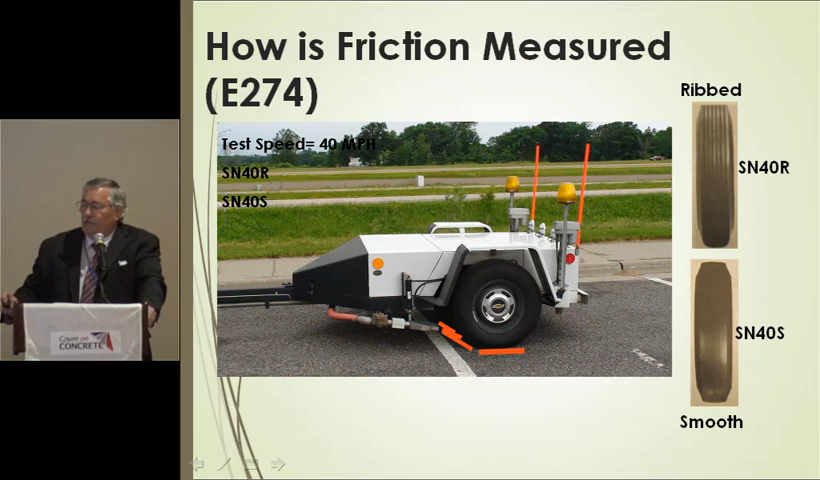 How is Friction Measured
(E274)
Ribbed
Test Speed= 40 MPH
SN40R
SN40R
SN40S
SN40S
Smooth
Count on
CONCRETE